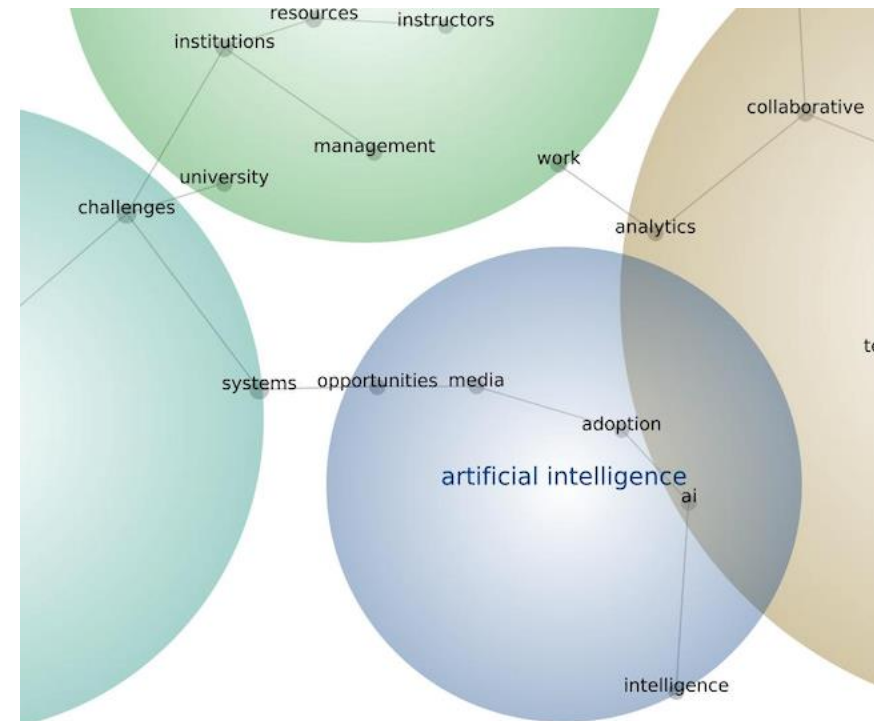 resources
instructors
institutions
collaborative
management
work
university
challenges
analytics
systems
opportunities
media
adoption
artificial intelligence
ai
intelligence